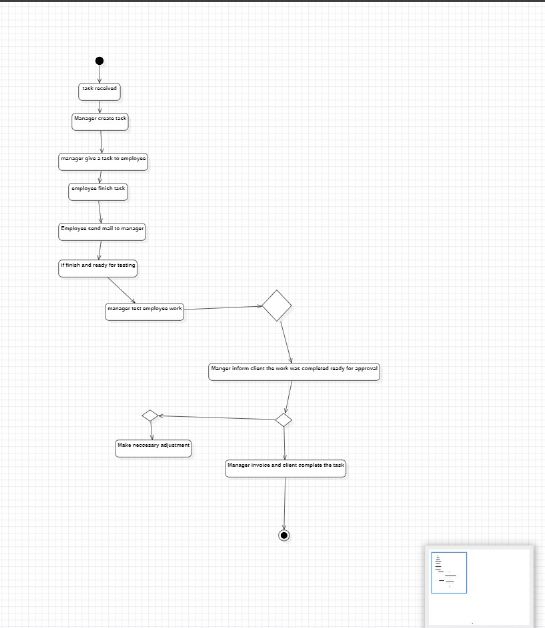 task received
Manager create task
manager give a task to employee
employee finish task
Employee send mail to manager
if finish and ready for testing
manager test employee work
Manger inform client the work was completed ready for approval
Make neccesary adjustment
Manager invoice and client complete the task